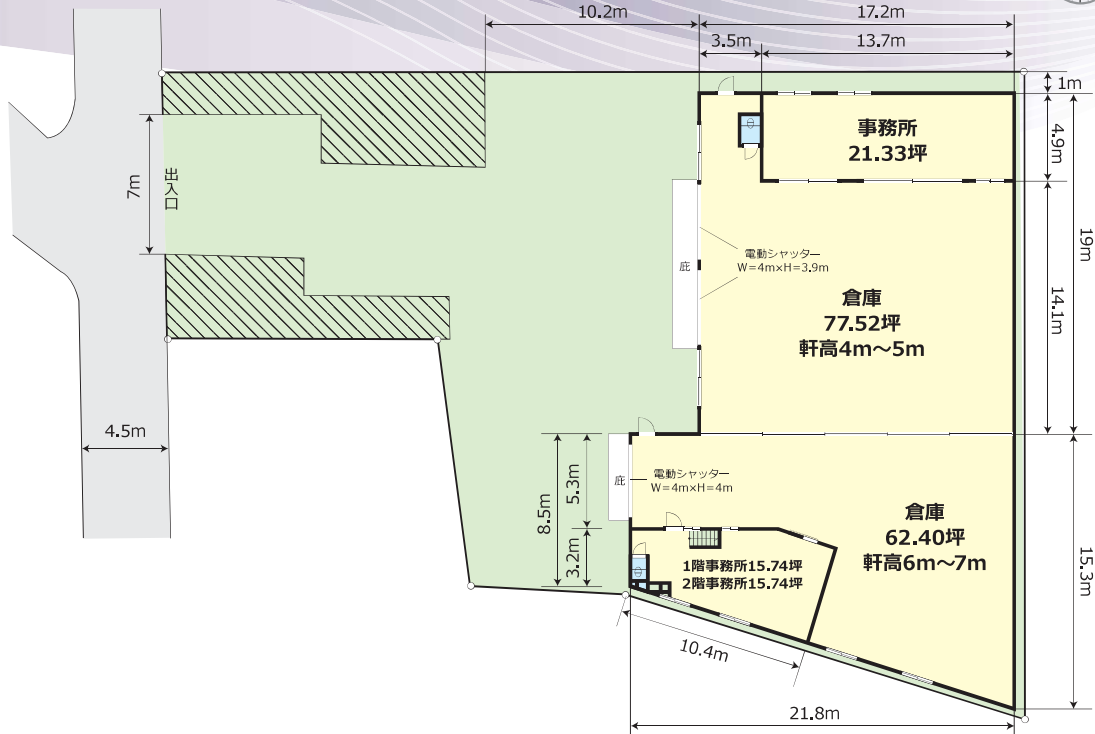 10.2m
17.2m
3.5m
13.7m
1m
事務所
21.33坪
4.9m
7m
出入口
19m
電動シャッター
W=4m×H=3.9m
庇
倉庫
77.52坪
軒高4m～5m
14.1m
4.5m
8.5m
5.3m
3.2m
庇
電動シャッター
W=4m×H=4m
倉庫
62.40坪
軒高6m～7m
15.3m
1階事務所15.74坪
2階事務所15.74坪
10.4m
21.8m